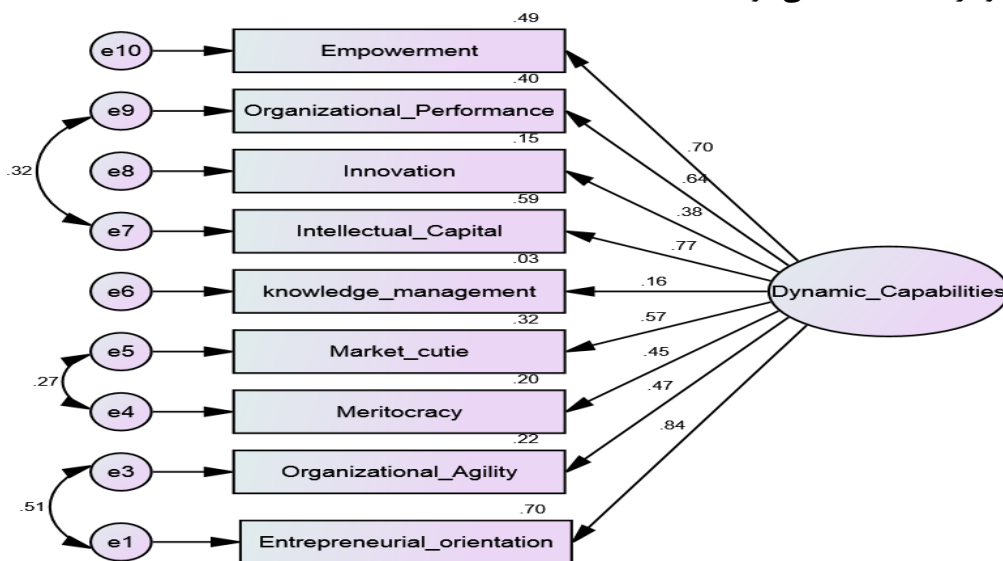 .49
e10
Empowerment
.40
e9
Organizational_Performance
.15
.70
.64
.32
e8
Innovation
.38
.59
e7
Intellectual_Capital
.77
.03
e6
knowledge_management
.16
Dynamic_Capabilities
.32
.57
e5
Market_cutie
.45
.27
.20
e4
Meritocracy
.47
.22
.84
e3
Organizational_Agility
.51
.70
e1
Entrepreneurial_orientation